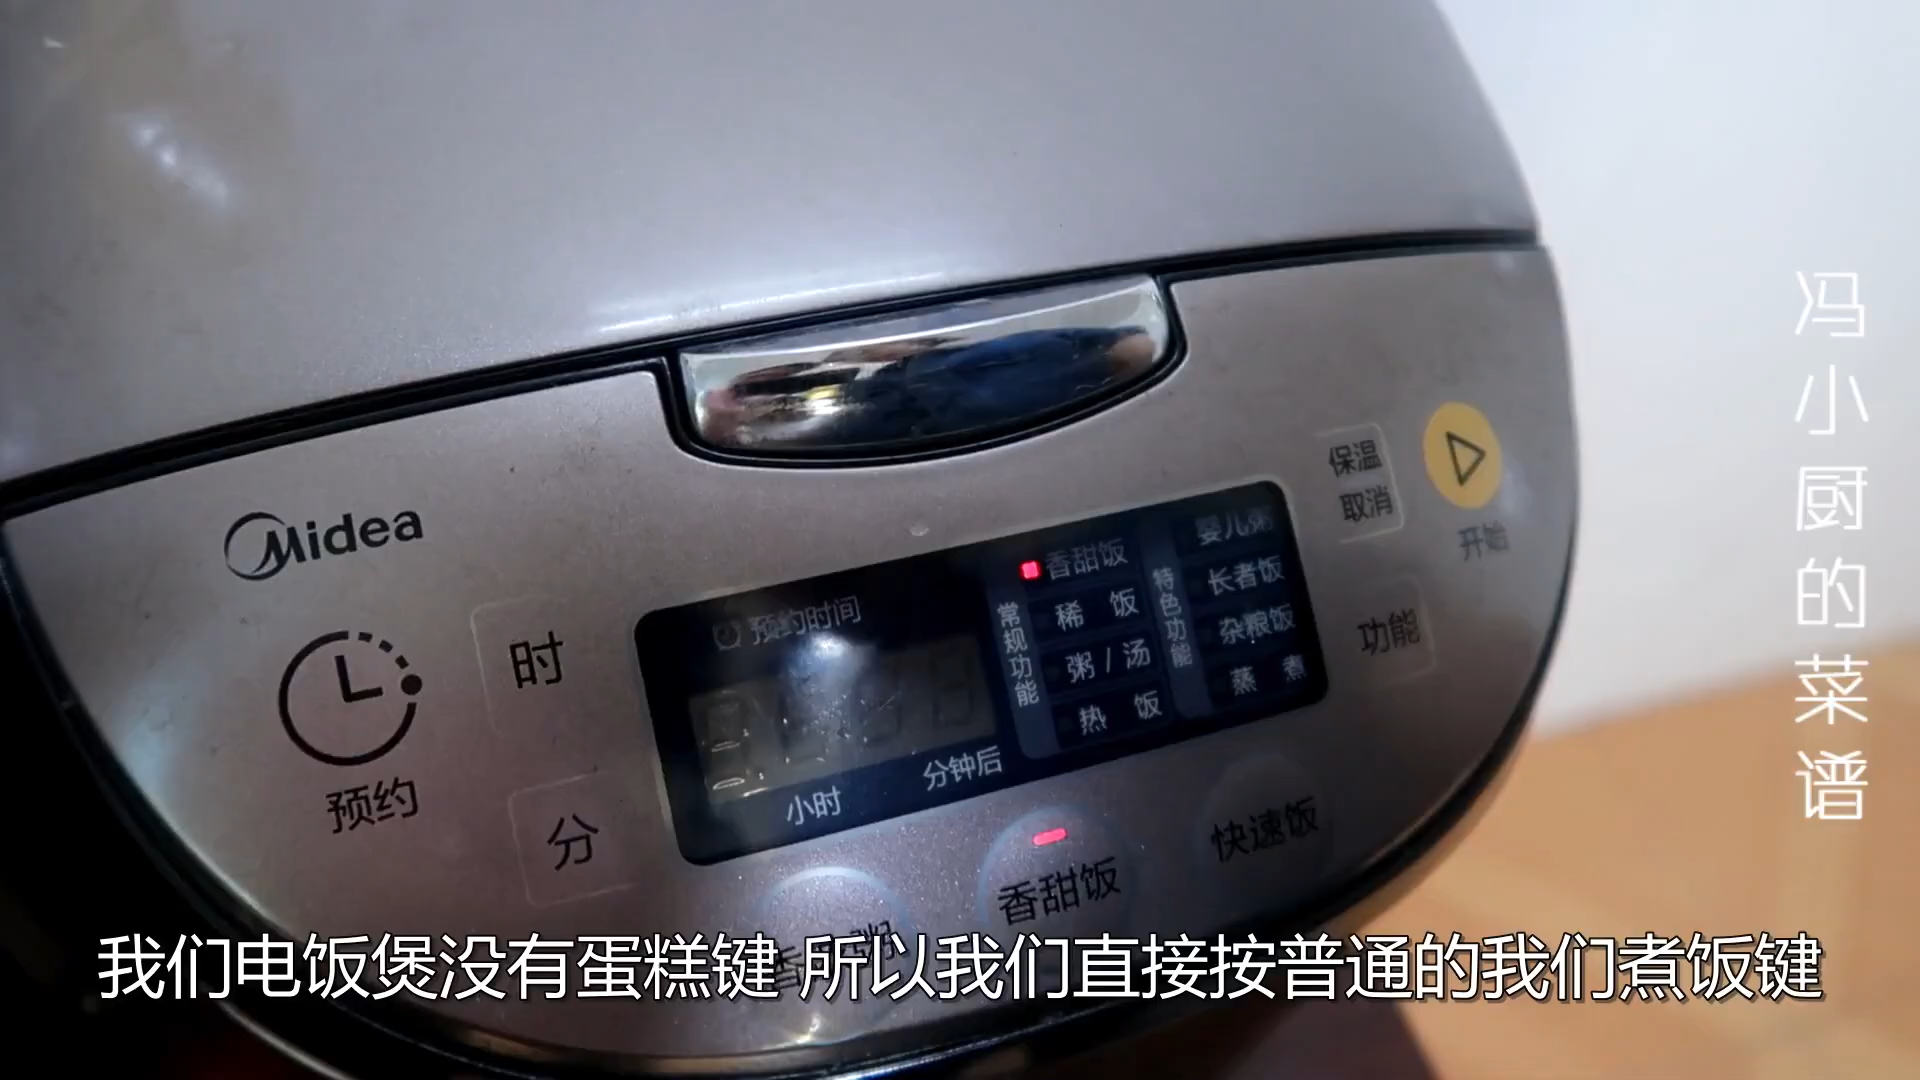 Midea
预约
时
分
预约时间
小时
分钟后
常规功能
香甜饭
稀 饭
粥/汤
热 饭
特色功能
婴儿粥
长者饭
杂粮饭
蒸 煮
保温
取消
开始
功能
香甜饭
快速饭
冯小厨的菜谱
我们电饭煲没有蛋糕键 所以我们直接按普通的我们煮饭键